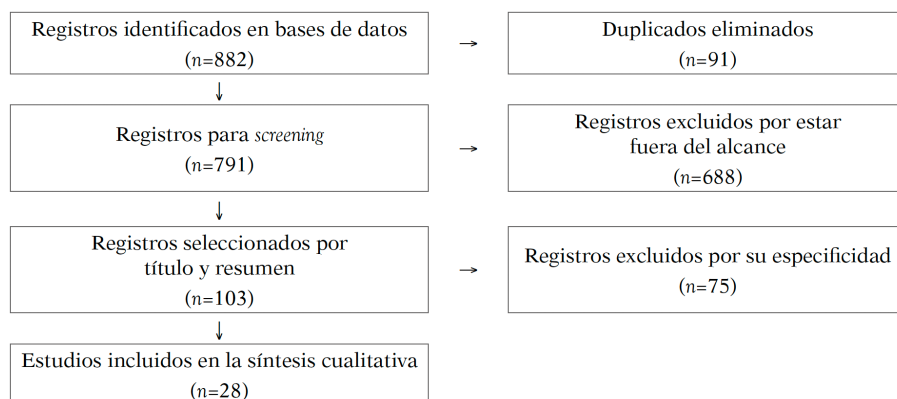 Registros identificados en bases de datos
(n=882)
→
Duplicados eliminados
(n=91)
↓
Registros para screening
(n=791)
→
Registros excluidos por estar
fuera del alcance
(n=688)
↓
Registros seleccionados por
título y resumen
(n=103)
→
Registros excluidos por su especificidad
(n=75)
↓
Estudios incluidos en la síntesis cualitativa
(n=28)